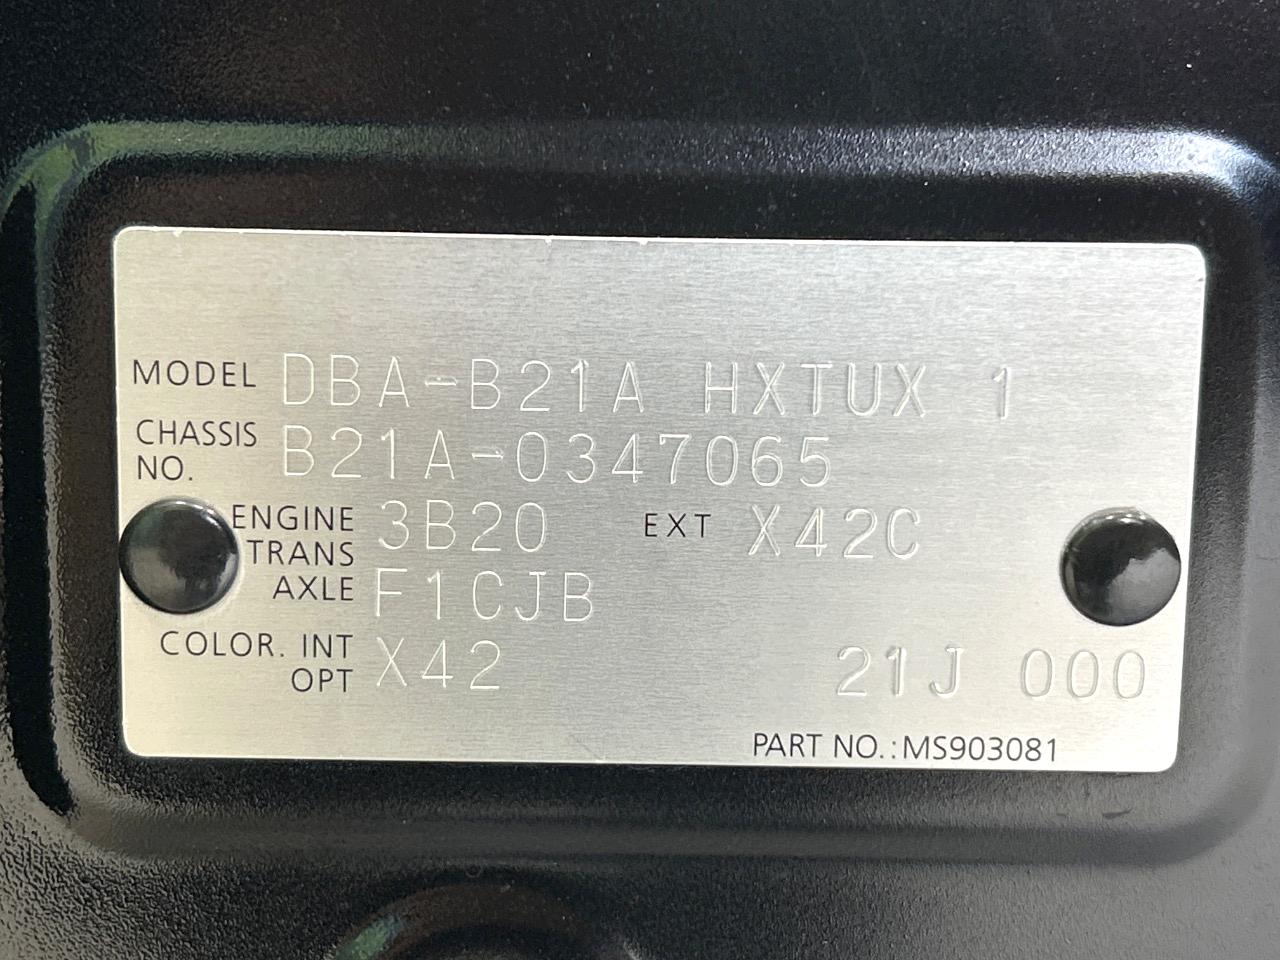 MODEL DBA-B21A HXTUX 1
CHASSIS NO. B21A-0347065
ENGINE 3B20 EXT X42C
TRANS AXLE F1CJB
COLOR. INT OPT X42 21J 000
PART NO.: MS903081